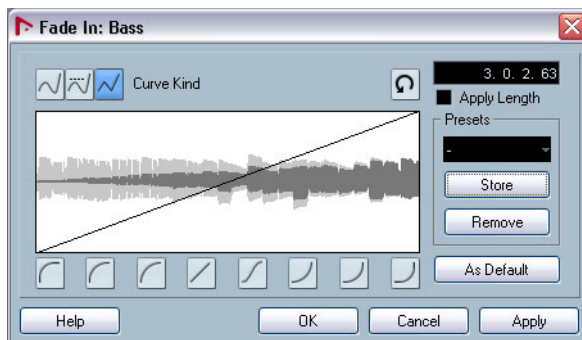 Fade In: Bass
Curve Kind
3. 0. 2. 63
Apply Length
Presets
-
Store
Remove
As Default
Help
OK
Cancel
Apply